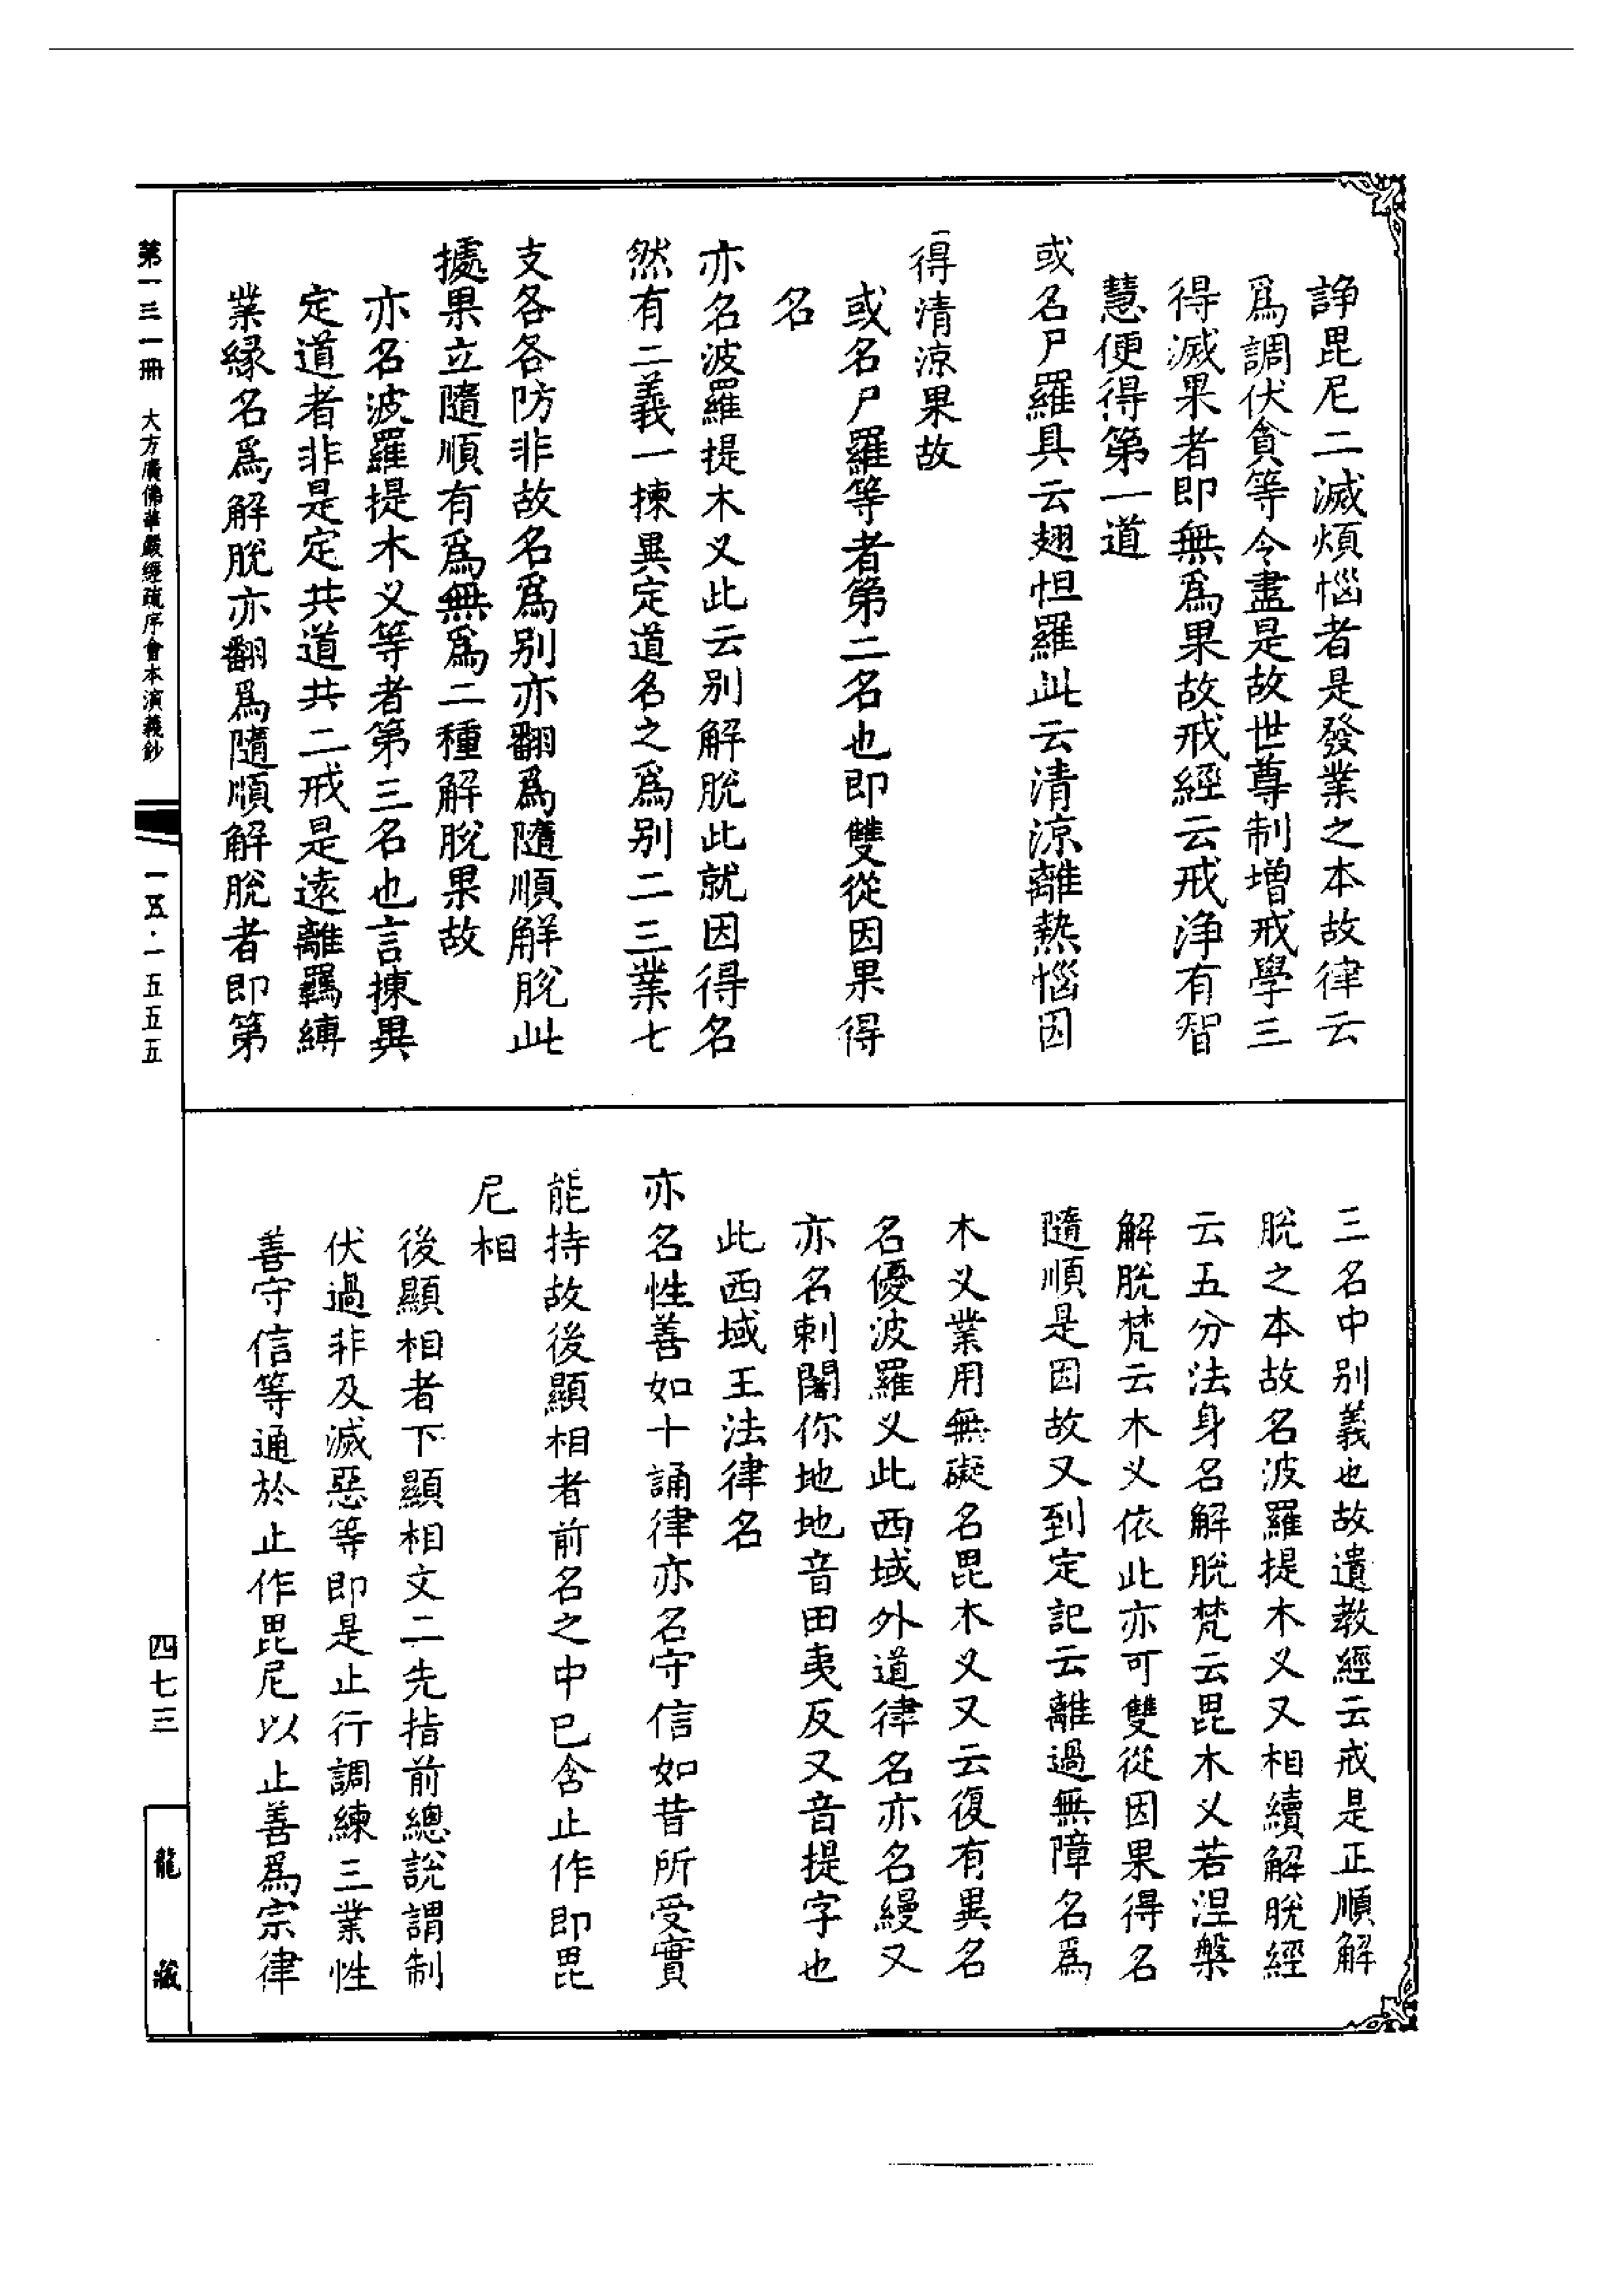 諍毘尼二滅煩惱者是發業之本故律云
爲調伏貪等令盡是故世尊制增戒學三
得滅果者即無爲果故戒經云戒淨有智
慧便得第一道
或名尸羅具云翅怛羅此云清涼離熱惱因
得清涼果故
或名尸羅等者第二名也即雙從因果得
名
亦名波羅提木叉此云别解脫此就因得名
然有二義一揀異定道名之爲别二三業七
支各各防非故名爲别亦翻爲隨順解脫此
據果立隨順有爲無爲二種解脫果故
亦名波羅提木叉等者第三名也言揀異
定道者非是定共道共二戒是遠離羈縛
業緣名爲解脫亦翻爲隨順解脫者即第
三名中别義也故遺教經云戒是正順解
脫之本故名波羅提木叉又相續解脫經
云五分法身名解脫梵云毘木叉若涅槃
解脫梵云木叉依此亦可雙從因果得名
隨順是因故又到定記云離過無障名爲
木叉業用無礙名毘木叉又云復有異名
名優波羅叉此西域外道律名亦名縵叉
亦名剌闍你地地音田夷反又音提字也
此西域王法律名
亦名性善如十誦律亦名守信如昔所受實
能持故後顯相者前名之中已含止作即毘
尼相
後顯相者下顯相文二先指前總說謂制
伏過非及滅惡等即是止行調練三業性
善守信等通於止作毘尼以止善爲宗律
第一三一冊 大方廣佛華嚴經疏序會本演義鈔
一五·一五五五
四七三
龍藏